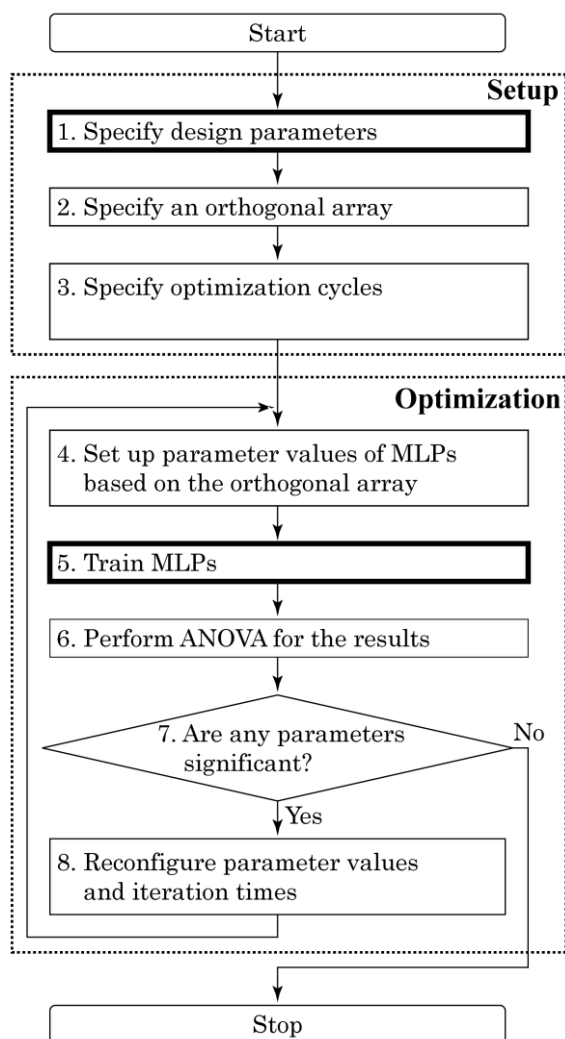 Start
Setup
1. Specify design parameters
2. Specify an orthogonal array
3. Specify optimization cycles
Optimization
4. Set up parameter values of MLPs
based on the orthogonal array
5. Train MLPs
6. Perform ANOVA for the results
7. Are any parameters
significant?
No
Yes
8. Reconfigure parameter values
and iteration times
Stop